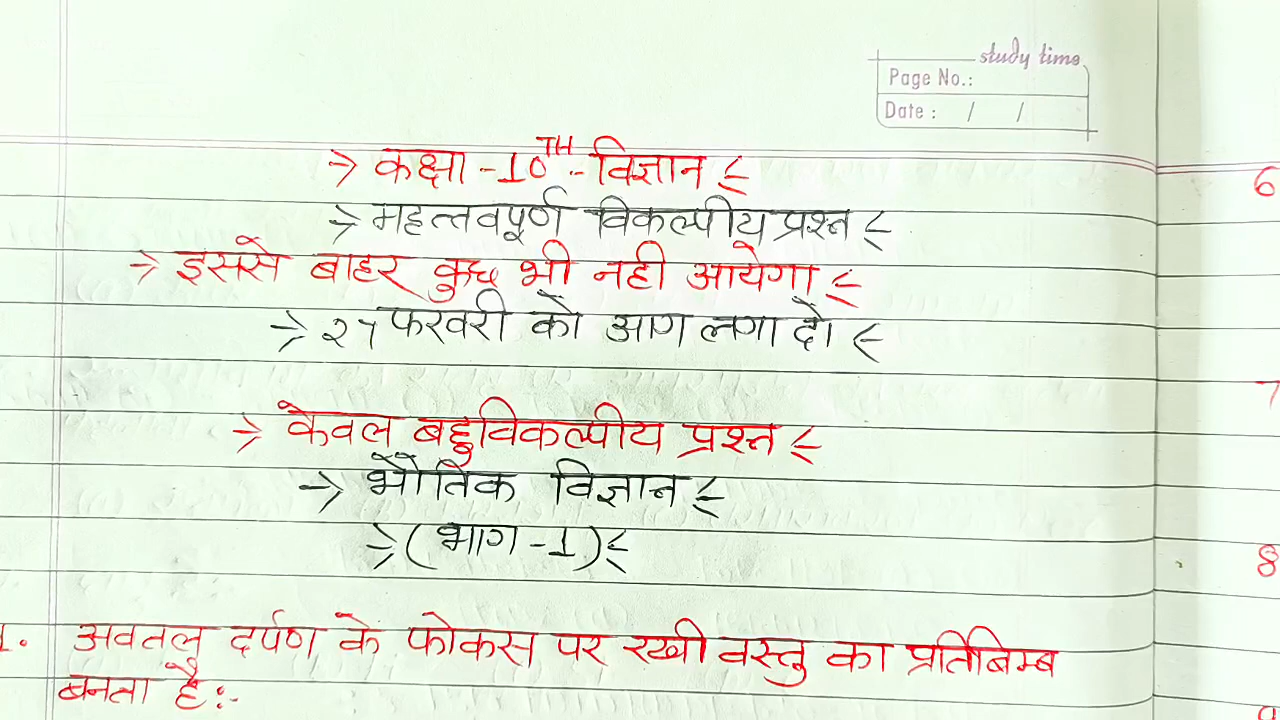 study time
Page No.:
Date : / /
→ कक्षा -10TH - विज्ञान ←
→ महत्तवपूर्ण विकल्पीय प्रश्न ←
→ इससे बाहर कुछ भी नही आयेगा ←
→ 27 फरवरी को आग लगा दो ←
→ केवल बहुविकल्पीय प्रश्न ←
→ भौतिक विज्ञान ←
→ (भाग -1) ←
1. अवतल दर्पण के फोकस पर रखी वस्तु का प्रतिबिम्ब
बनता है:-
6
7
8